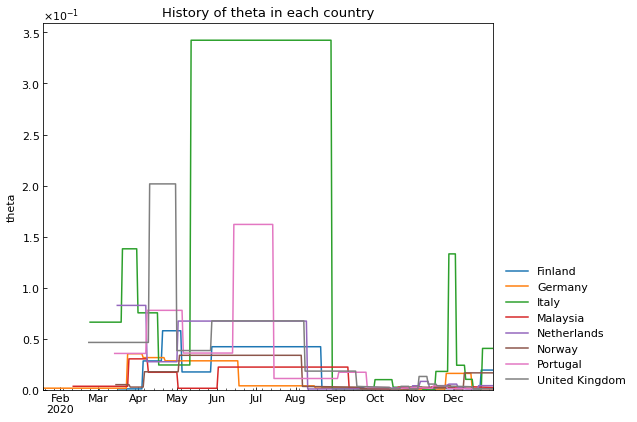 History of theta in each country
×10⁻¹
3.5
3.0
2.5
2.0
1.5
1.0
0.5
0.0
theta
Feb Mar Apr May Jun Jul Aug Sep Oct Nov Dec
2020
Finland
Germany
Italy
Malaysia
Netherlands
Norway
Portugal
United Kingdom